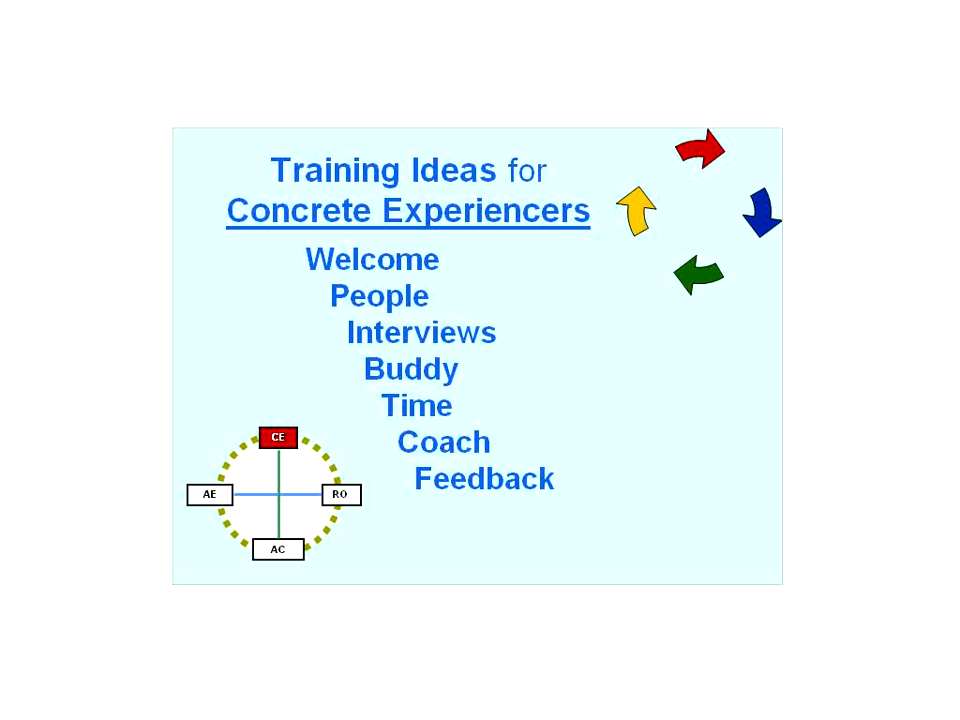 Training Ideas for
Concrete Experiencers
Welcome
People
Interviews
Buddy
Time
Coach
Feedback
CE
AE
RO
AC